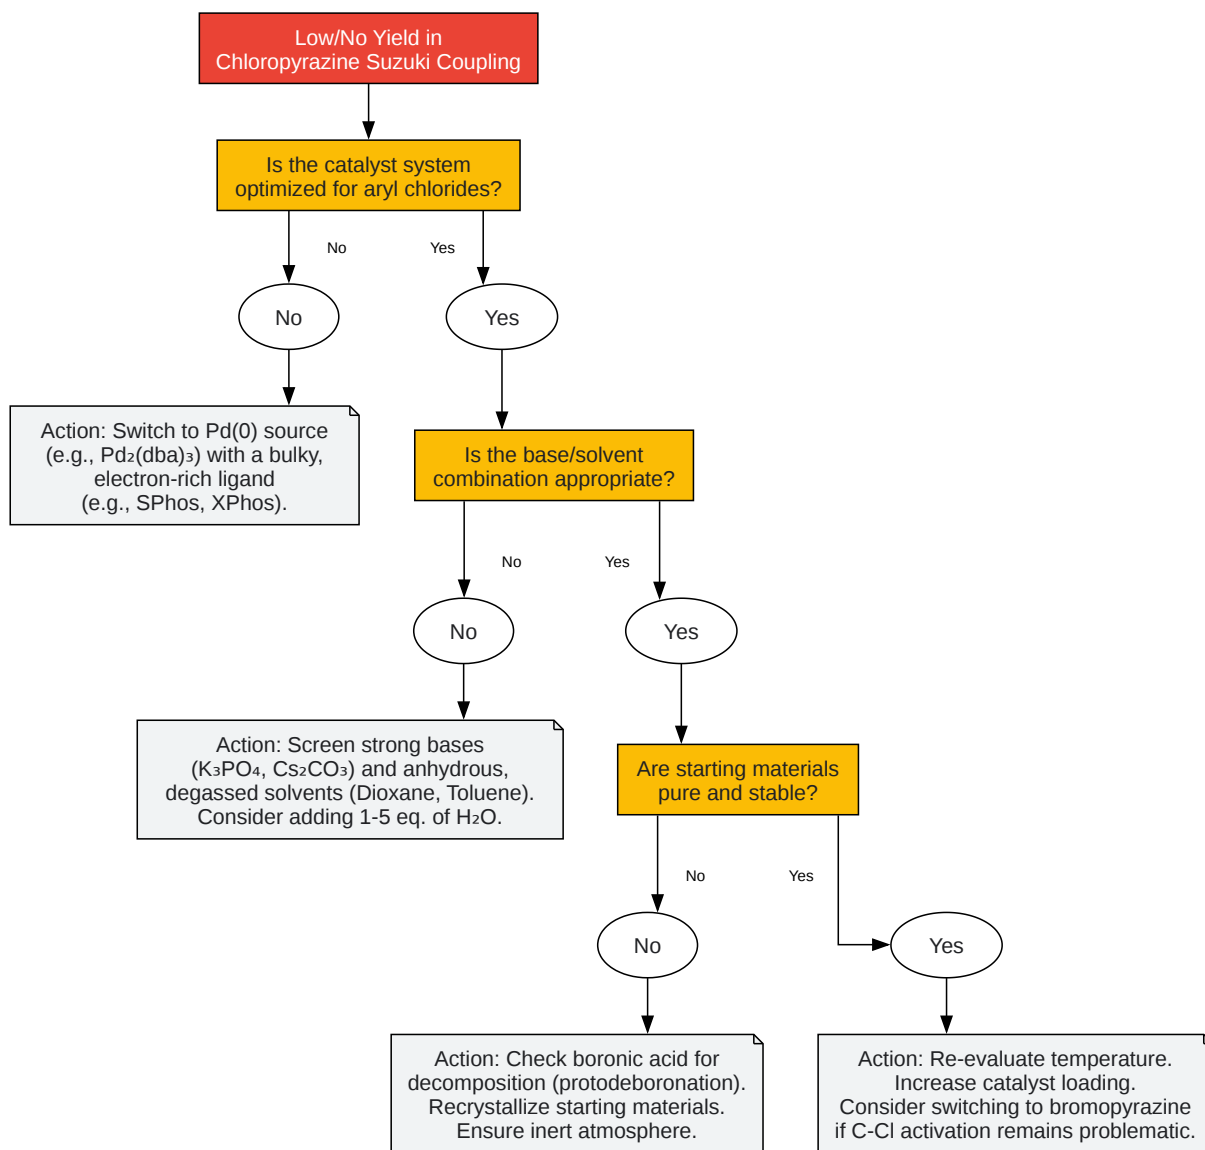 Low/No Yield in
Chloropyrazine Suzuki Coupling
Is the catalyst system
optimized for aryl chlorides?
No
Yes
No
Yes
Action: Switch to Pd(0) source
(e.g., Pd₂(dba)₃) with a bulky,
electron-rich ligand
(e.g., SPhos, XPhos).
Is the base/solvent
combination appropriate?
No
Yes
No
Yes
Action: Screen strong bases
(K₃PO₄, Cs₂CO₃) and anhydrous,
degassed solvents (Dioxane, Toluene).
Consider adding 1-5 eq. of H₂O.
Are starting materials
pure and stable?
No
Yes
No
Yes
Action: Check boronic acid for
decomposition (protodeboronation).
Recrystallize starting materials.
Ensure inert atmosphere.
Action: Re-evaluate temperature.
Increase catalyst loading.
Consider switching to bromopyrazine
if C-Cl activation remains problematic.